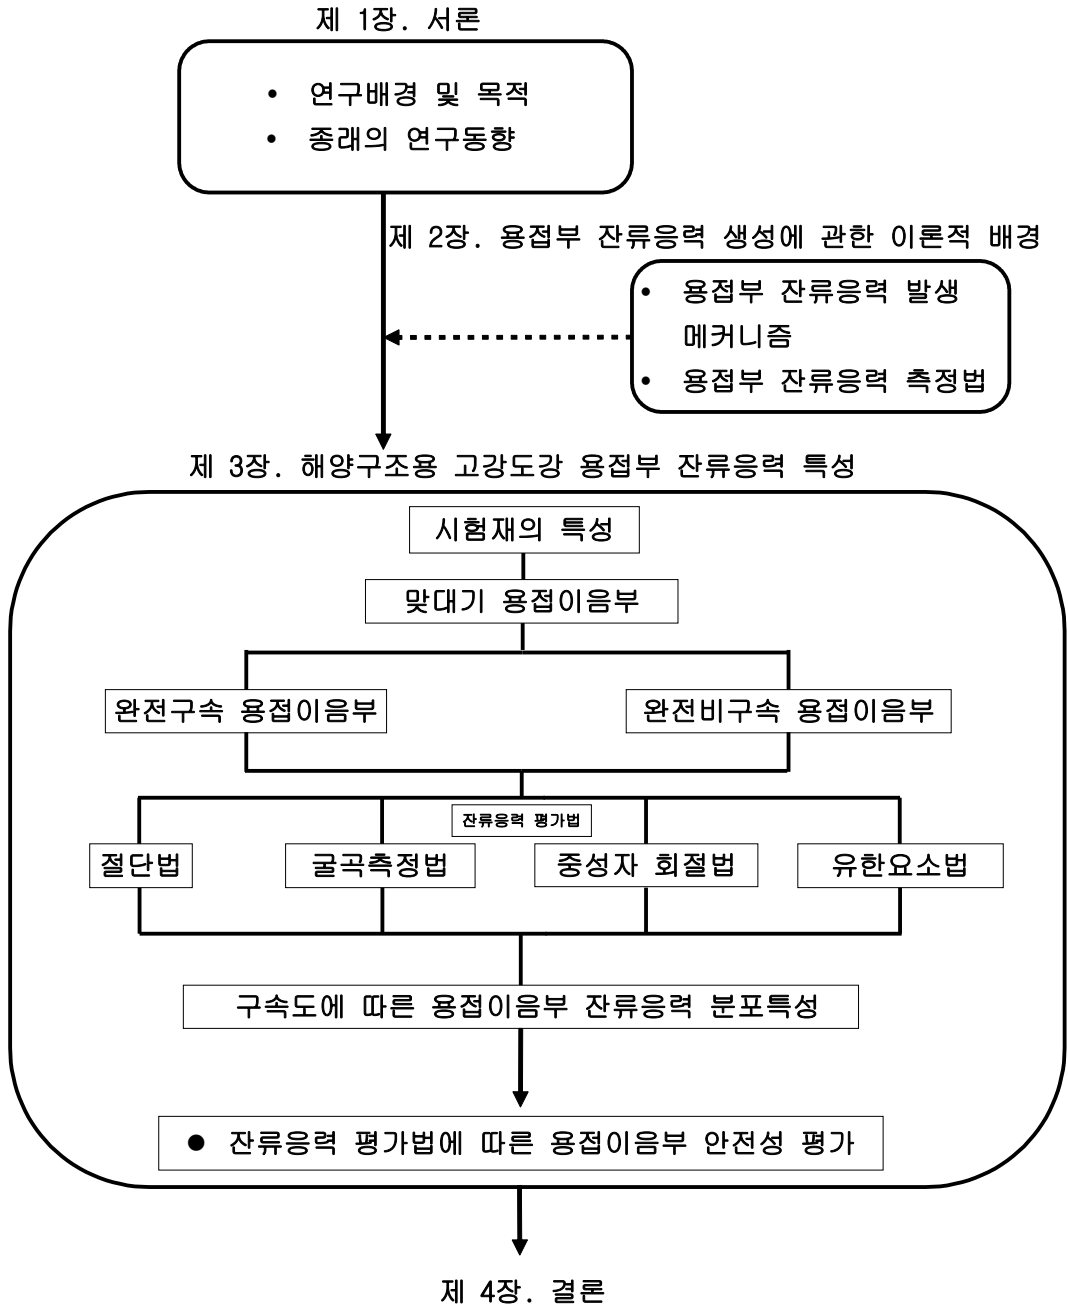 제 1장. 서론
• 연구배경 및 목적
• 종래의 연구동향
제 2장. 용접부 잔류응력 생성에 관한 이론적 배경
• 용접부 잔류응력 발생
메커니즘
• 용접부 잔류응력 측정법
제 3장. 해양구조용 고강도강 용접부 잔류응력 특성
시험재의 특성
맞대기 용접이음부
완전구속 용접이음부
완전비구속 용접이음부
잔류응력 평가법
절단법
굴곡측정법
중성자 회절법
유한요소법
구속도에 따른 용접이음부 잔류응력 분포특성
● 잔류응력 평가법에 따른 용접이음부 안전성 평가
제 4장. 결론